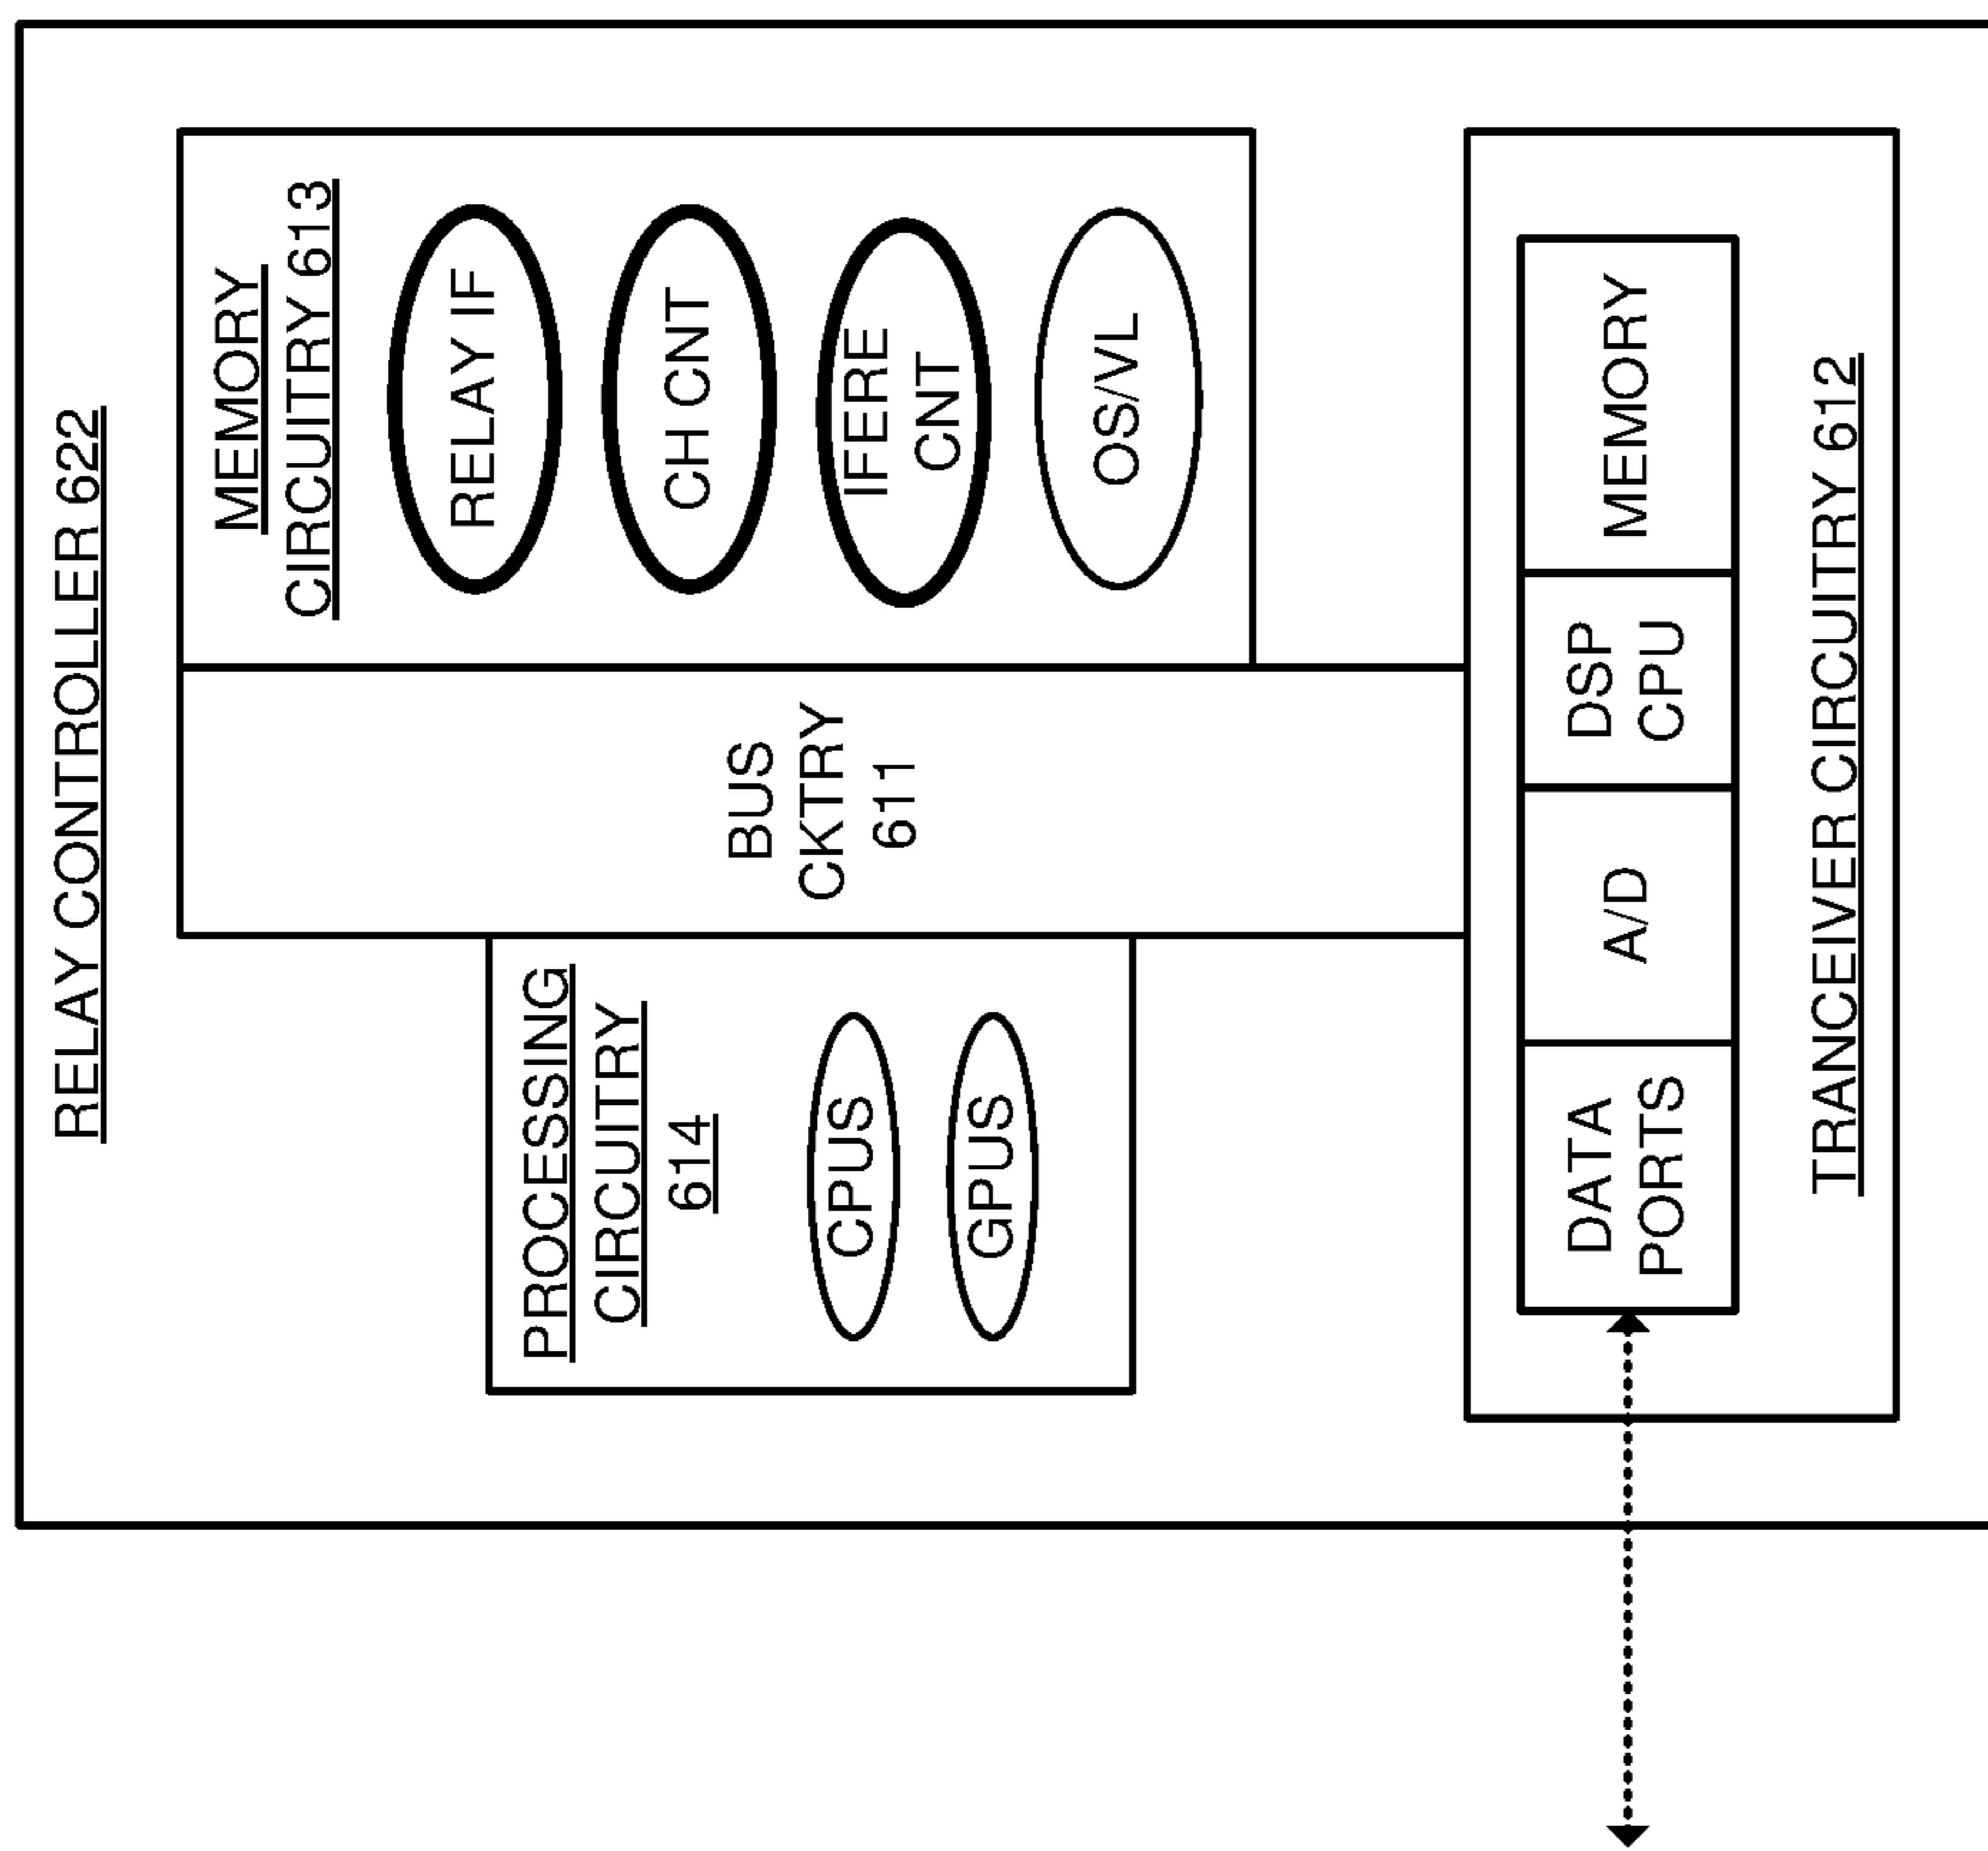 RELAY CONTROLLER 622
PROCESSING
CIRCUITRY
614
CPUS
GPUS
BUS
CKTRY
611
MEMORY
CIRCUITRY 613
RELAY IF
CH CNT
IFERE
CNT
OS/VL
DATA
PORTS
A/D
DSP
CPU
MEMORY
TRANCEIVER CIRCUITRY 612